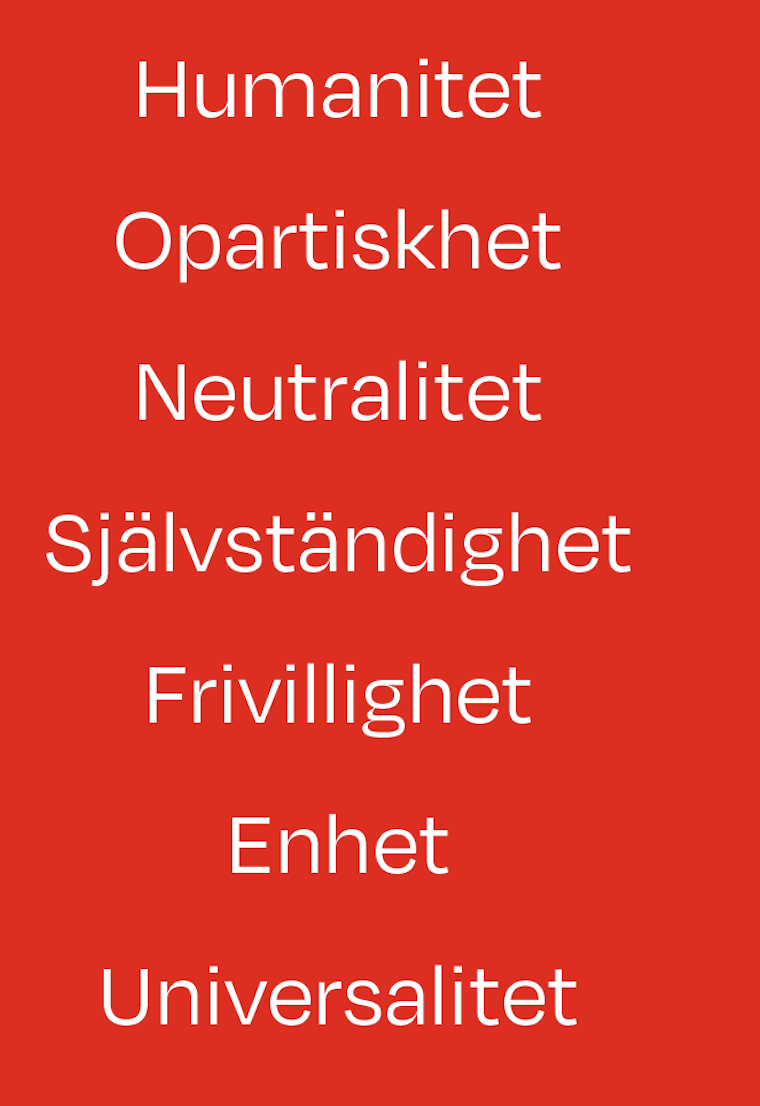 Humanitet
Opartiskhet
Neutralitet
Självständighet
Frivillighet
Enhet
Universalitet